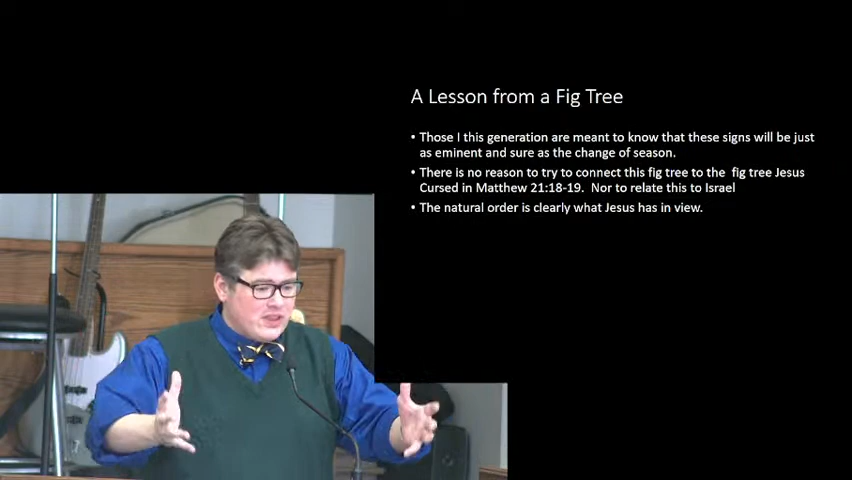 A Lesson from a Fig Tree
• Those I this generation are meant to know that these signs will be just
as eminent and sure as the change of season.
• There is no reason to try to connect this fig tree to the  fig tree Jesus
Cursed in Matthew 21:18-19.  Nor to relate this to Israel
• The natural order is clearly what Jesus has in view.